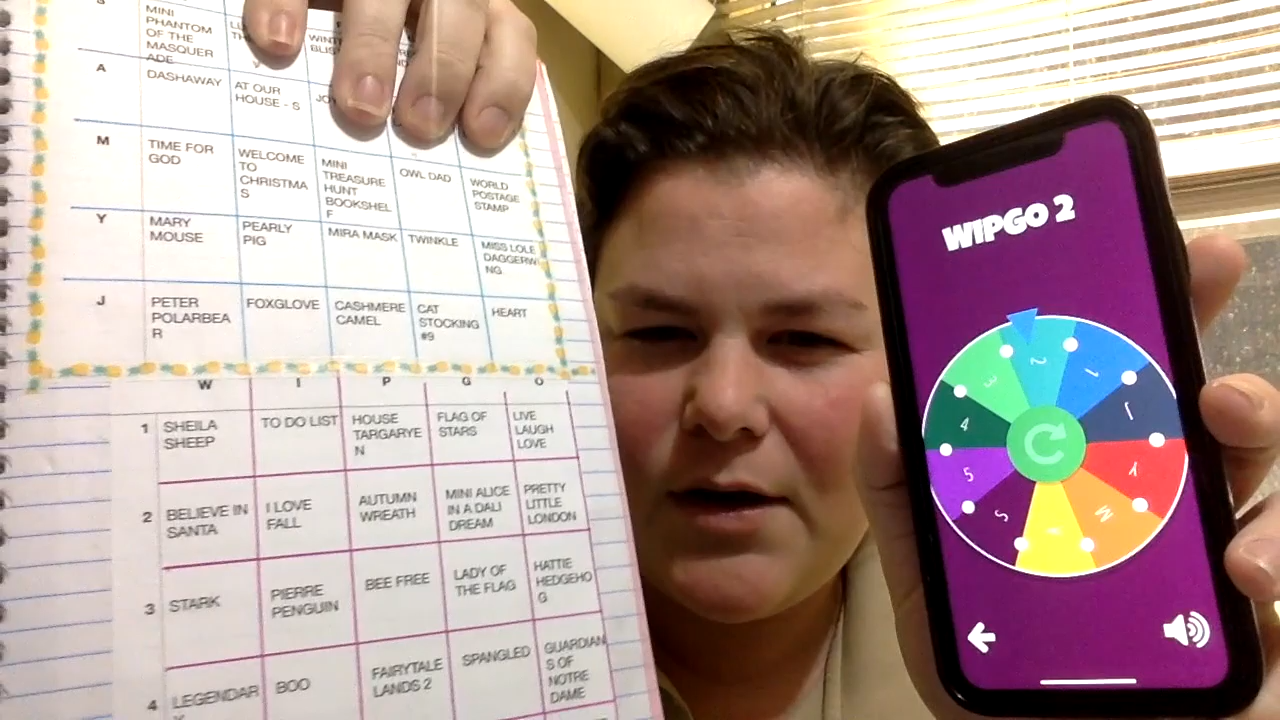 S
MINI
PHANTOM
OF THE
MASQUER
ADE
A
DASHAWAY
AT OUR
HOUSE - S
M
TIME FOR
GOD
WELCOME
TO
CHRISTMA
S
MINI
TREASURE
HUNT
BOOKSHEL
F
OWL DAD
WORLD
POSTAGE
STAMP
Y
MARY
MOUSE
PEARLY
PIG
MIRA MASK
TWINKLE
MISS LOLE
DAGGERWI
NG
J
PETER
POLARBEA
R
FOXGLOVE
CASHMERE
CAMEL
CAT
STOCKING
#9
HEART
W I P G O
1
SHEILA
SHEEP
TO DO LIST
HOUSE
TARGARYE
N
FLAG OF
STARS
LIVE
LAUGH
LOVE
2
BELIEVE IN
SANTA
I LOVE
FALL
AUTUMN
WREATH
MINI ALICE
IN A DALI
DREAM
PRETTY
LITTLE
LONDON
3
STARK
PIERRE
PENGUIN
BEE FREE
LADY OF
THE FLAG
HATTIE
HEDGEHO
G
4
LEGENDAR
BOO
FAIRYTALE
LANDS 2
SPANGLED
GUARDIAN
S OF
NOTRE
DAME
WIPGO 2
1
2
3
4
5
S
M
Y
J